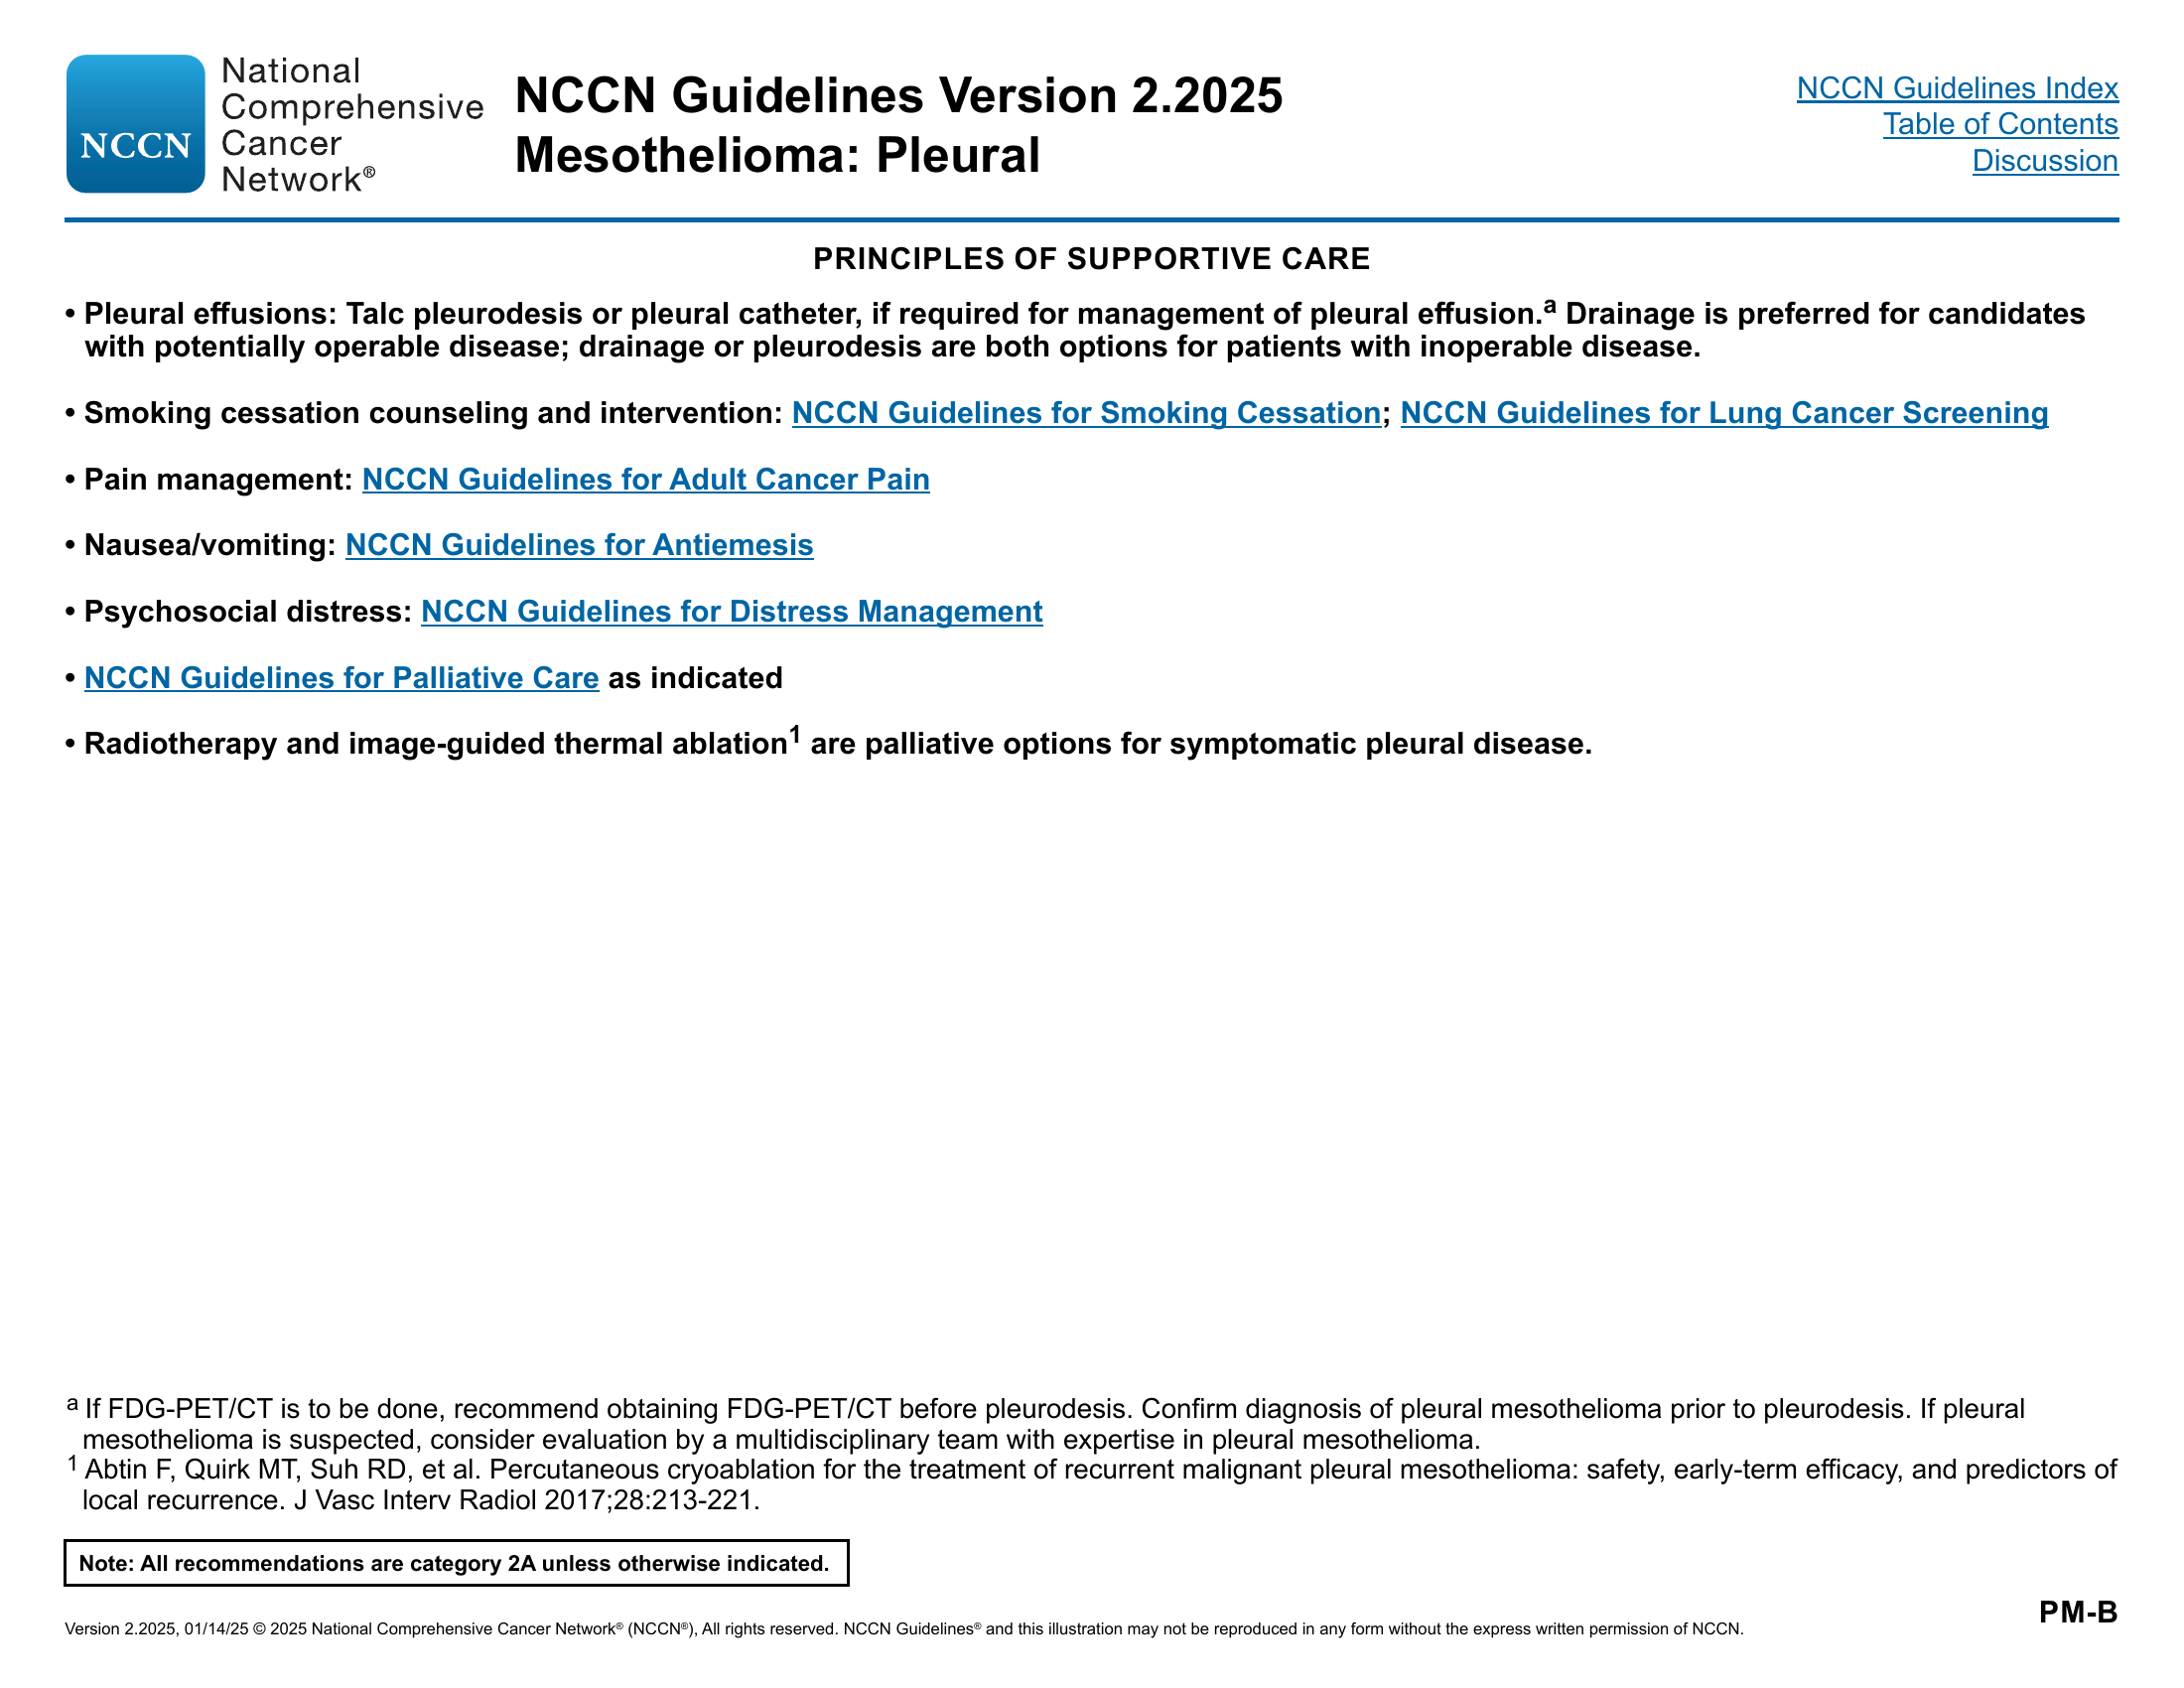 NCCN
National
Comprehensive
Cancer
Network®
NCCN Guidelines Version 2.2025
Mesothelioma: Pleural
NCCN Guidelines Index
Table of Contents
Discussion
PRINCIPLES OF SUPPORTIVE CARE
• Pleural effusions: Talc pleurodesis or pleural catheter, if required for management of pleural effusion.a Drainage is preferred for candidates
with potentially operable disease; drainage or pleurodesis are both options for patients with inoperable disease.
• Smoking cessation counseling and intervention: NCCN Guidelines for Smoking Cessation; NCCN Guidelines for Lung Cancer Screening
• Pain management: NCCN Guidelines for Adult Cancer Pain
• Nausea/vomiting: NCCN Guidelines for Antiemesis
• Psychosocial distress: NCCN Guidelines for Distress Management
• NCCN Guidelines for Palliative Care as indicated
• Radiotherapy and image-guided thermal ablation1 are palliative options for symptomatic pleural disease.
a If FDG-PET/CT is to be done, recommend obtaining FDG-PET/CT before pleurodesis. Confirm diagnosis of pleural mesothelioma prior to pleurodesis. If pleural
mesothelioma is suspected, consider evaluation by a multidisciplinary team with expertise in pleural mesothelioma.
1 Abtin F, Quirk MT, Suh RD, et al. Percutaneous cryoablation for the treatment of recurrent malignant pleural mesothelioma: safety, early-term efficacy, and predictors of
local recurrence. J Vasc Interv Radiol 2017;28:213-221.
Note: All recommendations are category 2A unless otherwise indicated.
PM-B
Version 2.2025, 01/14/25 © 2025 National Comprehensive Cancer Network® (NCCN®), All rights reserved. NCCN Guidelines® and this illustration may not be reproduced in any form without the express written permission of NCCN.